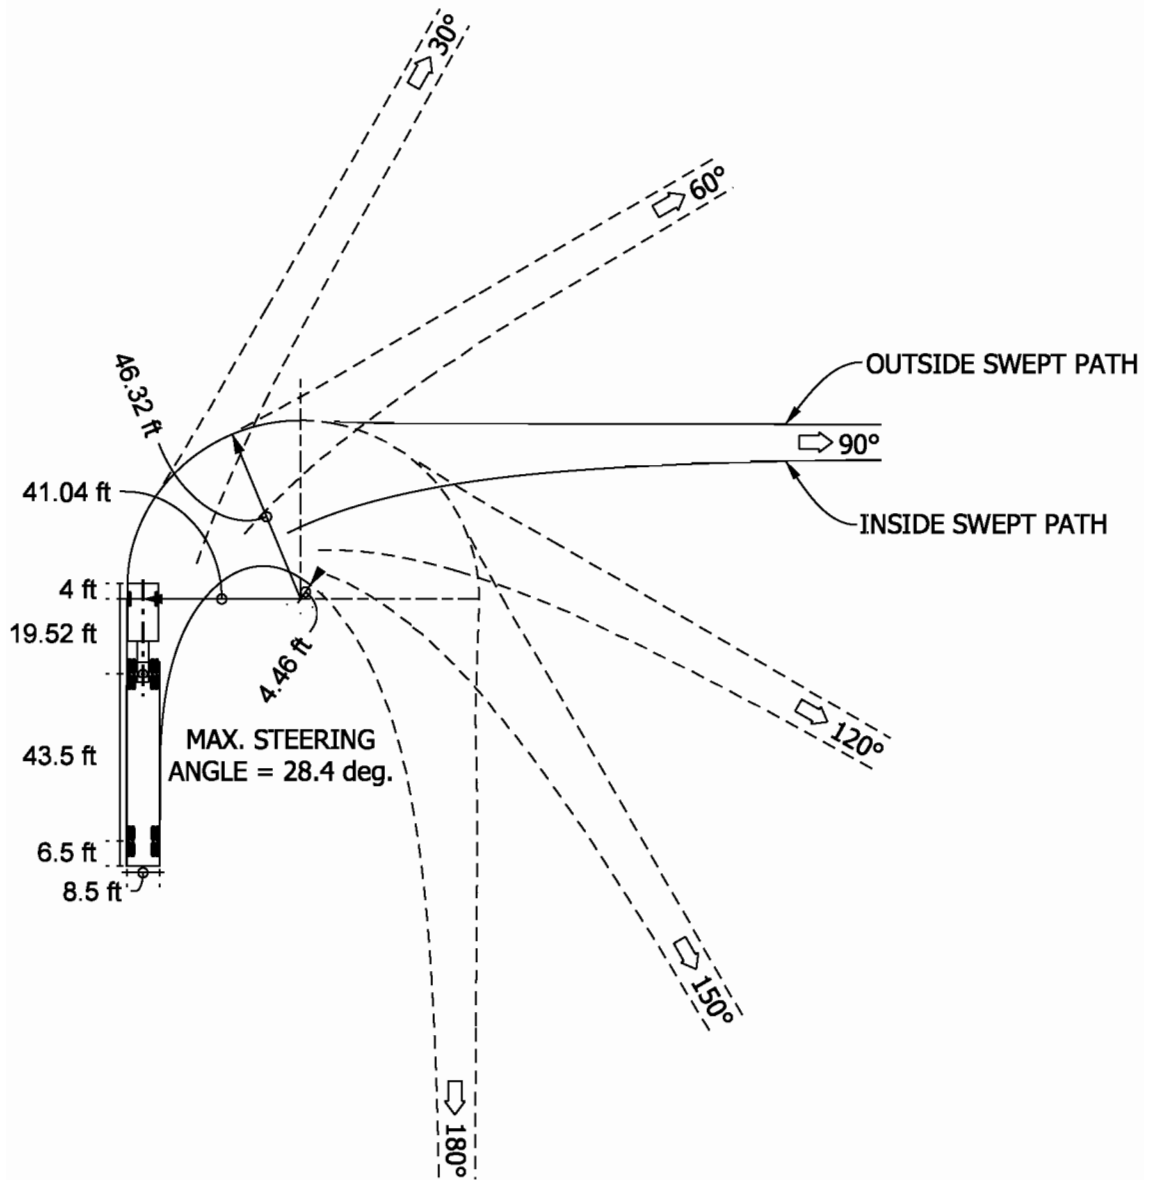 30°
60°
OUTSIDE SWEPT PATH
46.32 ft
90°
41.04 ft
INSIDE SWEPT PATH
4 ft
19.52 ft
4.46 ft
MAX. STEERING
ANGLE = 28.4 deg.
43.5 ft
120°
6.5 ft
8.5 ft
150°
180°